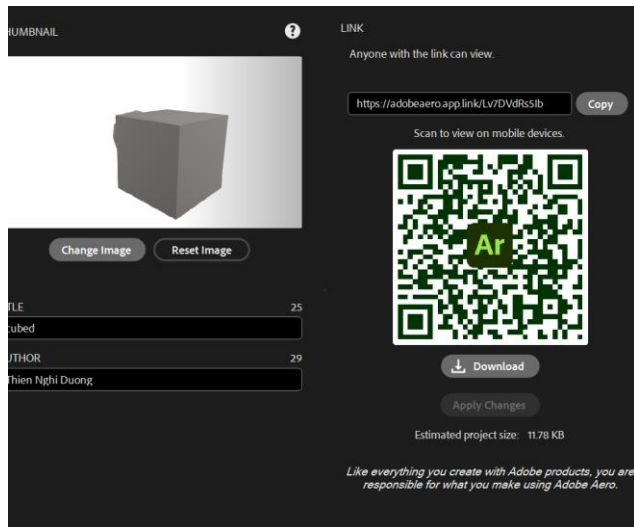 HUMBNAIL
?
Change Image
Reset Image
TLE
25
cubed
UTHOR
29
Thien Nghi Duong
LINK
Anyone with the link can view.
https://adobeaero.app.link/Lv7DVdRs5Ib
Copy
Scan to view on mobile devices.
Ar
Download
Apply Changes
Estimated project size: 11.78 KB
Like everything you create with Adobe products, you are
responsible for what you make using Adobe Aero.